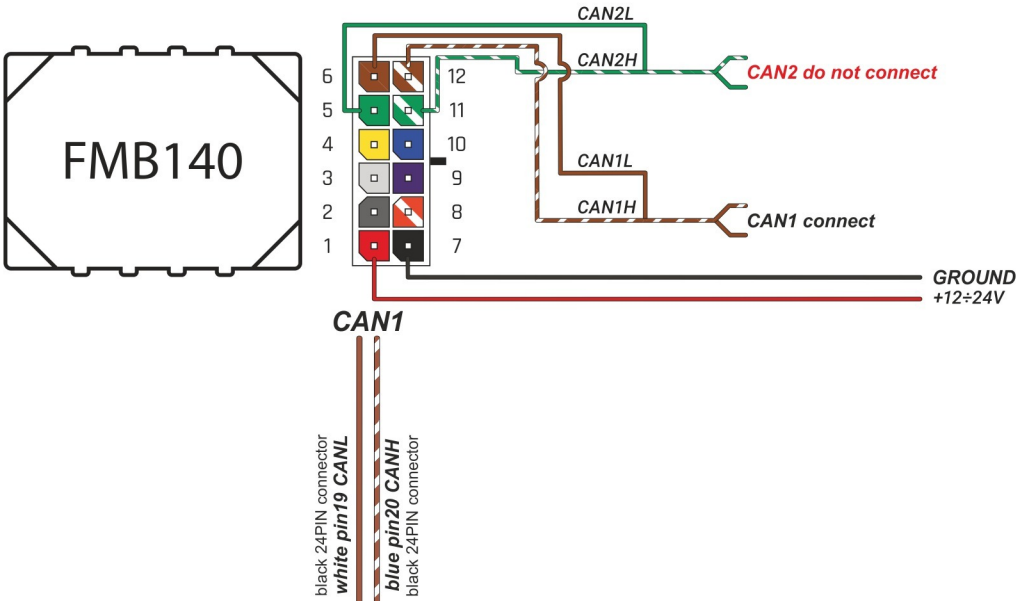 CAN2L
CAN2H
CAN2 do not connect
FMB140
6 12
5 11
4 10
3 9
2 8
1 7
CAN1L
CAN1H
CAN1 connect
GROUND
+12÷24V
CAN1
black 24PIN connector
white pin19 CANL
blue pin20 CANH
black 24PIN connector